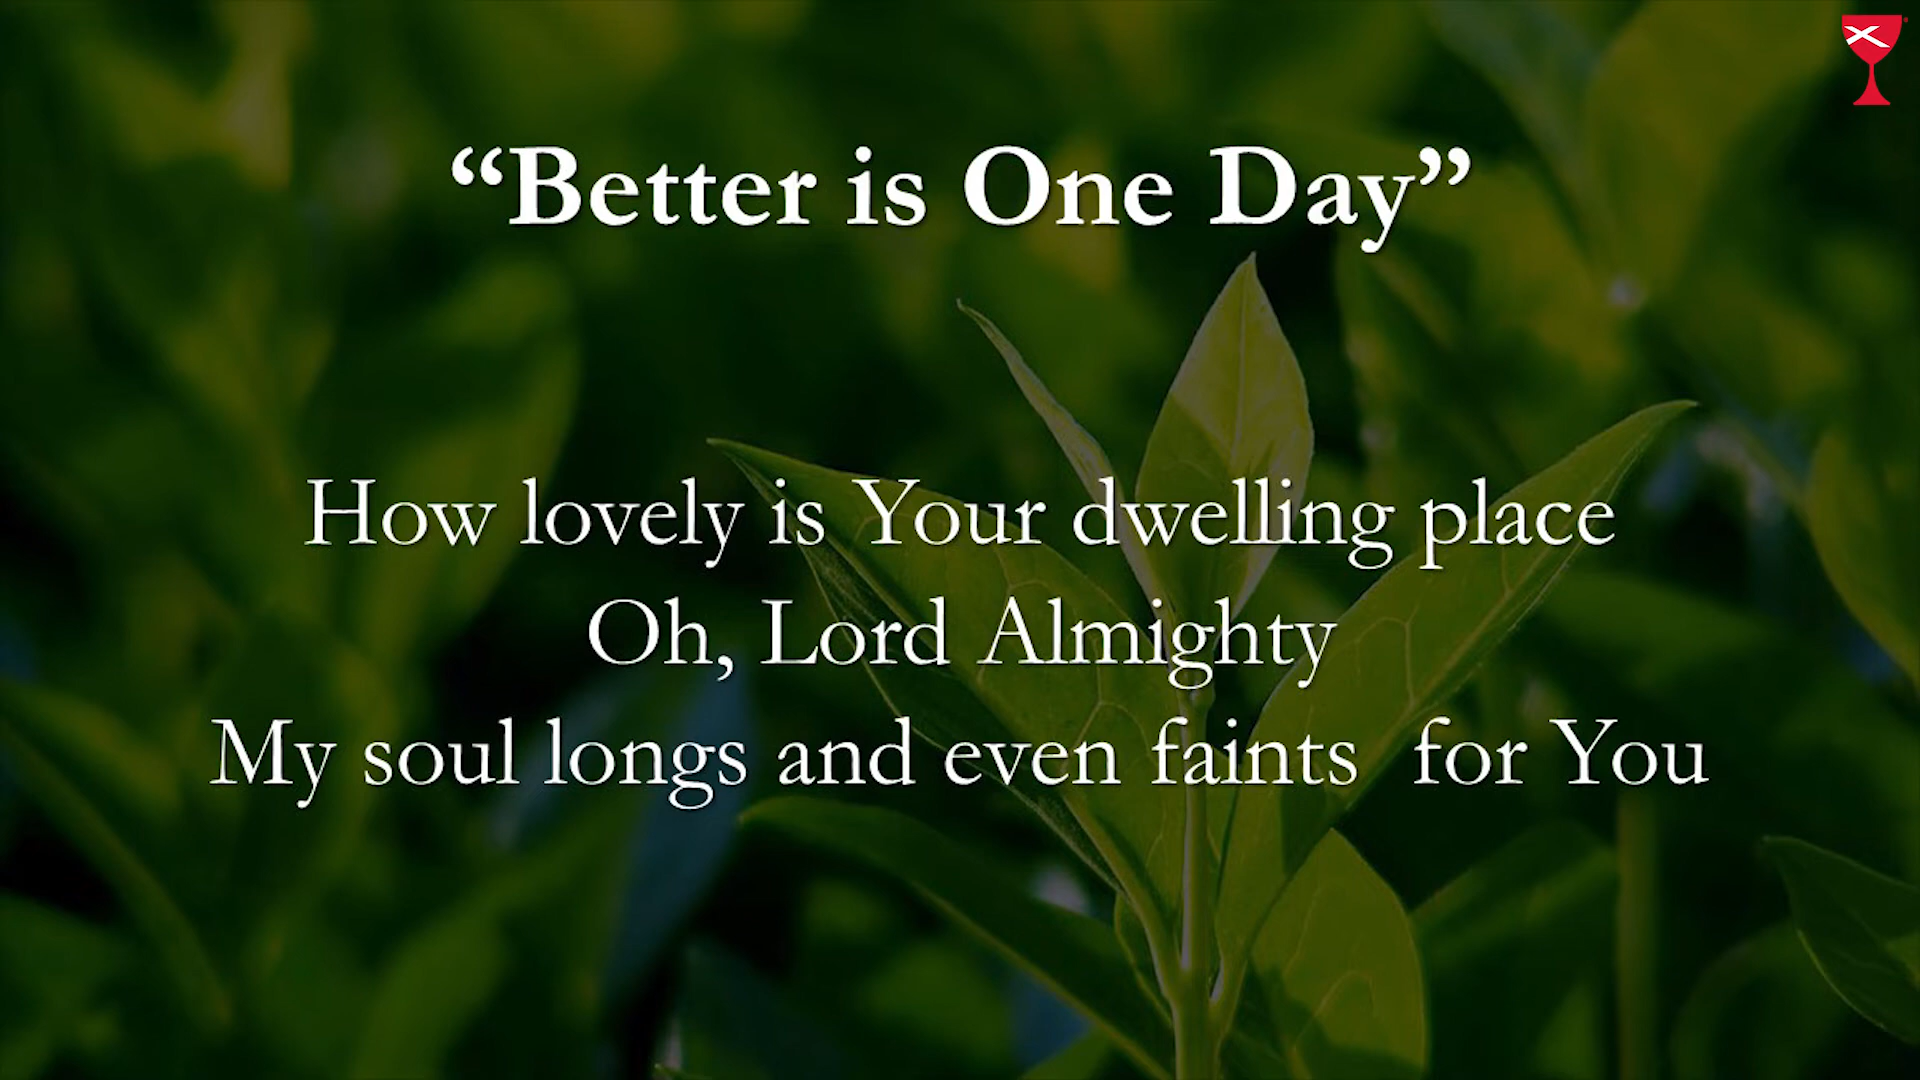 “Better is One Day”
How lovely is Your dwelling place
Oh, Lord Almighty
My soul longs and even faints  for You